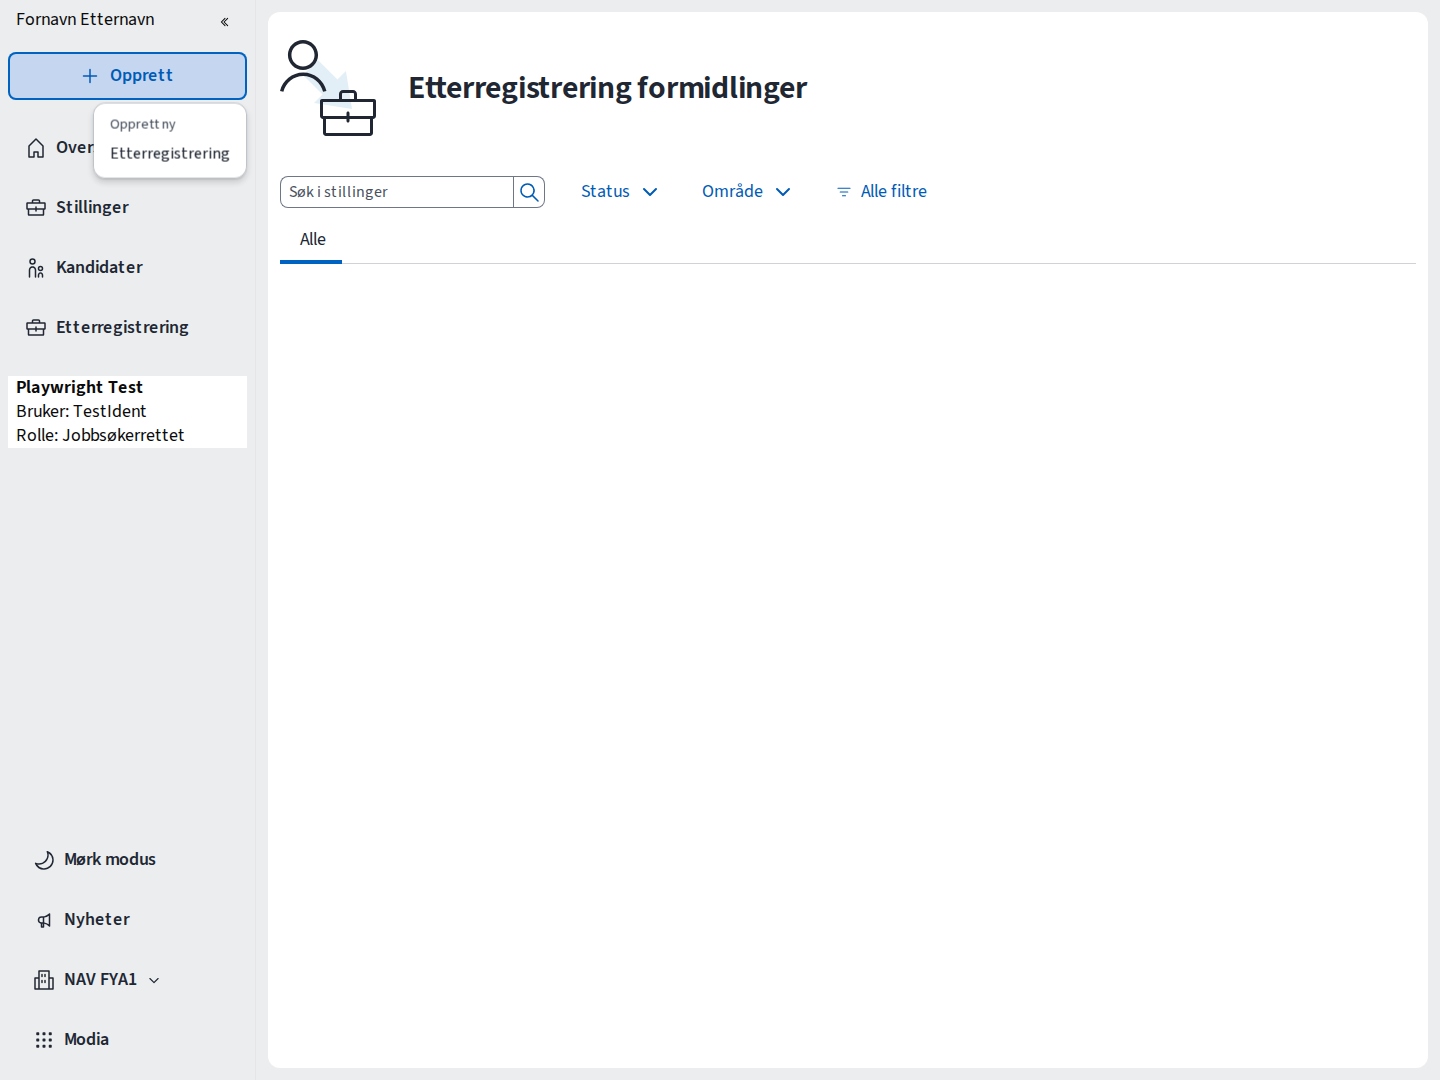 Fornavn Etternavn
Opprett
Opprett ny
Etterregistrering
Over
Stillinger
Kandidater
Etterregistrering
Playwright Test
Bruker: TestIdent
Rolle: Jobbsøkerrettet
Mørk modus
Nyheter
NAV FYA1
Modia
Etterregistrering formidlinger
Søk i stillinger
Status
Område
Alle filtre
Alle